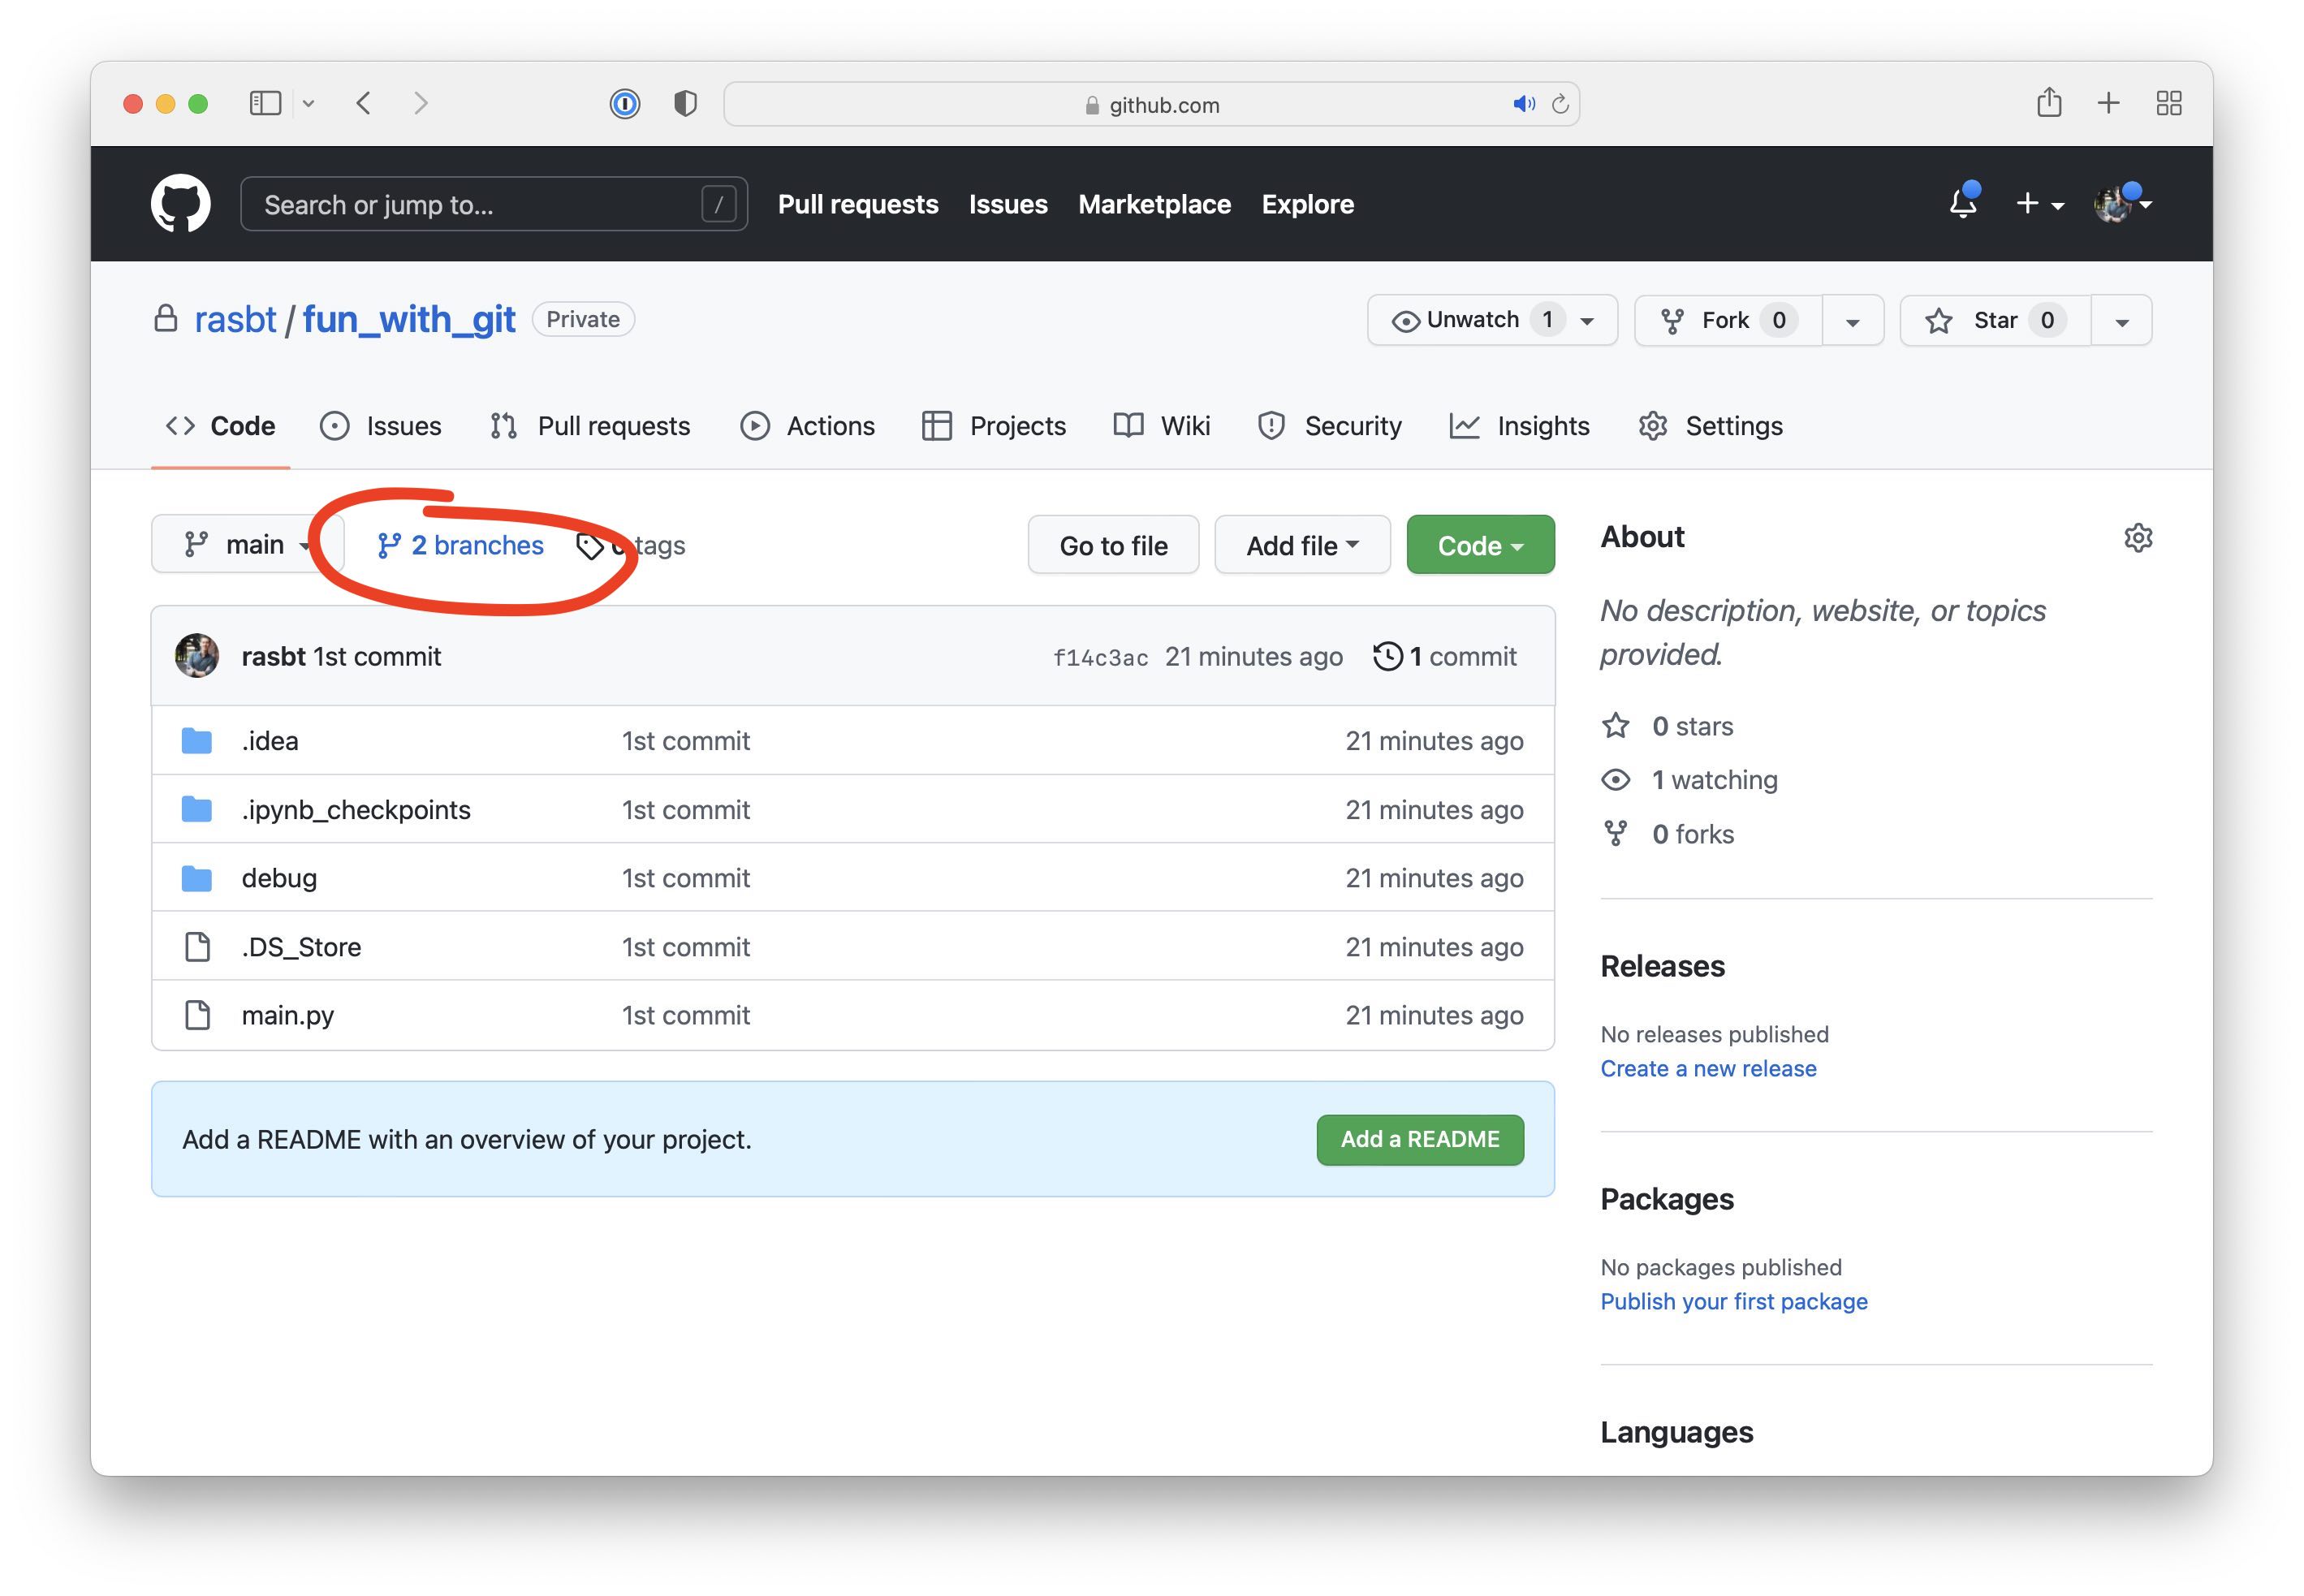 github.com
Search or jump to... /
Pull requests Issues Marketplace Explore
rasbt / fun_with_git Private
Unwatch 1 Fork 0 Star 0
Code Issues Pull requests Actions Projects Wiki Security Insights Settings
main 2 branches 0 tags
Go to file Add file Code
rasbt 1st commit f14c3ac 21 minutes ago 1 commit
.idea 1st commit 21 minutes ago
.ipynb_checkpoints 1st commit 21 minutes ago
debug 1st commit 21 minutes ago
.DS_Store 1st commit 21 minutes ago
main.py 1st commit 21 minutes ago
Add a README with an overview of your project. Add a README
About
No description, website, or topics
provided.
0 stars
1 watching
0 forks
Releases
No releases published
Create a new release
Packages
No packages published
Publish your first package
Languages